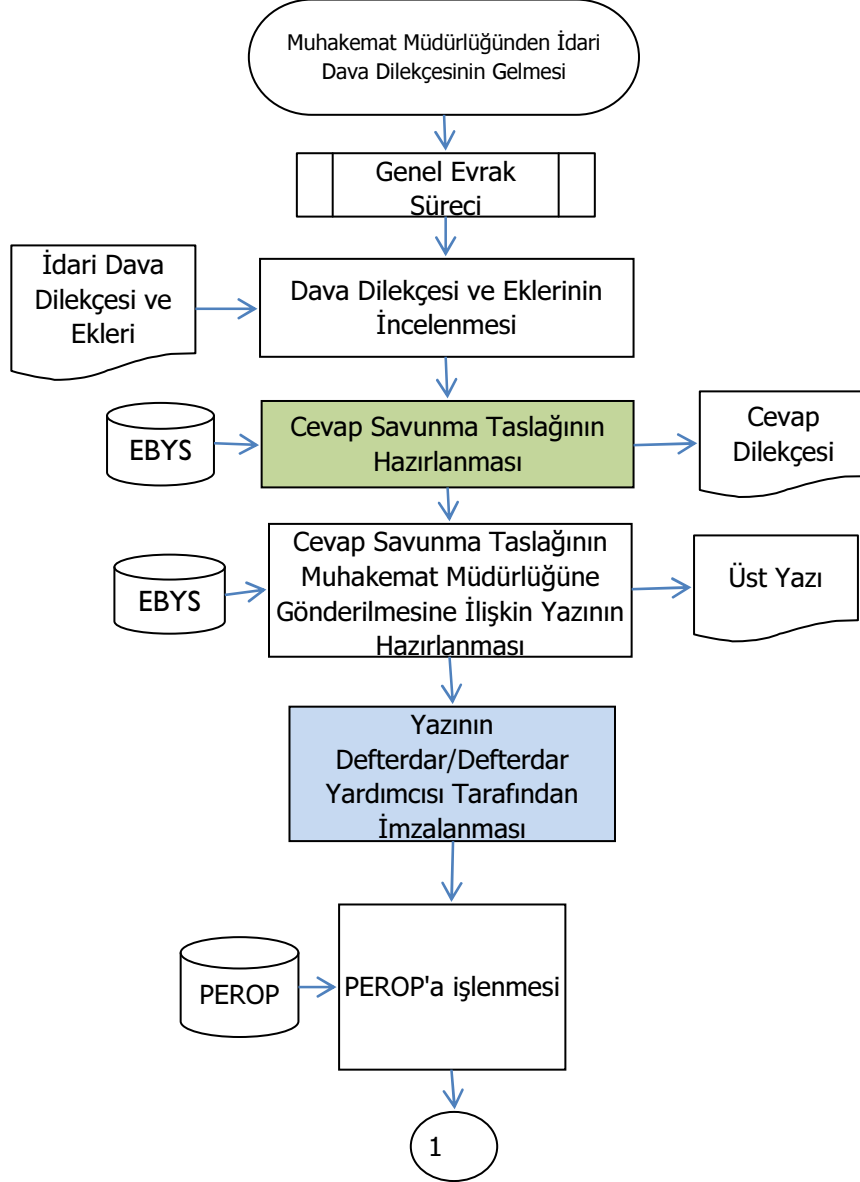 Muhakemat Müdürlüğünden İdari
Dava Dilekçesinin Gelmesi
Genel Evrak
Süreci
İdari Dava
Dilekçesi ve
Ekleri
Dava Dilekçesi ve Eklerinin
İncelenmesi
EBYS
Cevap Savunma Taslağının
Hazırlanması
Cevap
Dilekçesi
EBYS
Cevap Savunma Taslağının
Muhakemat Müdürlüğüne
Gönderilmesine İlişkin Yazının
Hazırlanması
Üst Yazı
Yazının
Defterdar/Defterdar
Yardımcısı Tarafından
İmzalanması
PEROP
PEROP'a işlenmesi
1